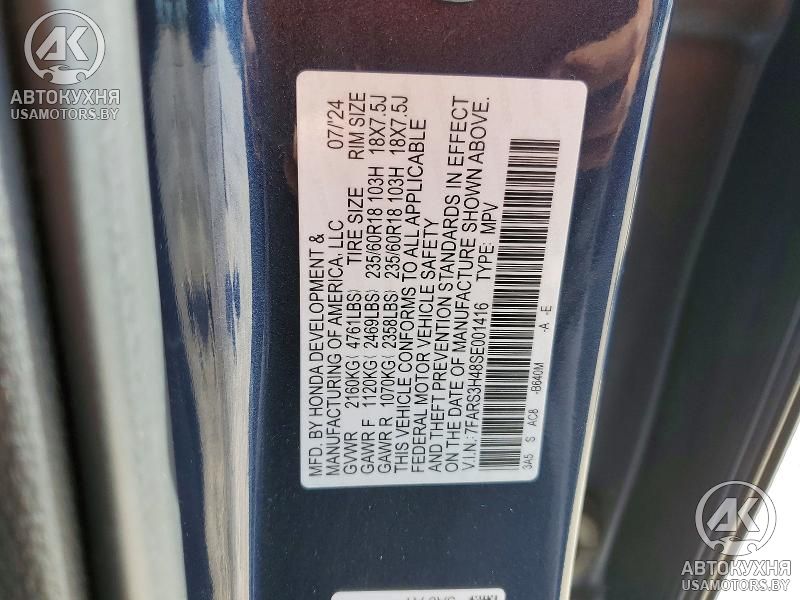 AK
АВТОКУХНЯ
USAMOTORS.BY
MFD. BY HONDA DEVELOPMENT &
MANUFACTURING OF AMERICA, LLC 07/'24
GVWR 2160KG( 4761LBS) TIRE SIZE RIM SIZE
GAWR F 1120KG( 2469LBS) 235/60R18 103H 18X7.5J
GAWR R 1070KG( 2358LBS) 235/60R18 103H 18X7.5J
THIS VEHICLE CONFORMS TO ALL APPLICABLE
FEDERAL MOTOR VEHICLE SAFETY
AND THEFT PREVENTION STANDARDS IN EFFECT
ON THE DATE OF MANUFACTURE SHOWN ABOVE.
V.I.N.: 7FARS3H48SE001416 TYPE: MPV
3A5 S AC8 -B640M -A -E
AK
АВТОКУХНЯ
USAMOTORS.BY